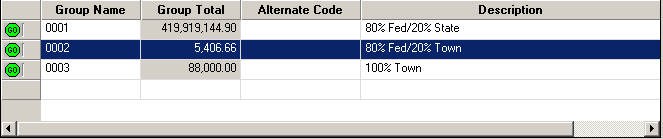 Group Name Group Total Alternate Code Description
GO 0001 419,919,144.90 80% Fed/20% State
GO 0002 5,406.66 80% Fed/20% Town
GO 0003 88,000.00 100% Town